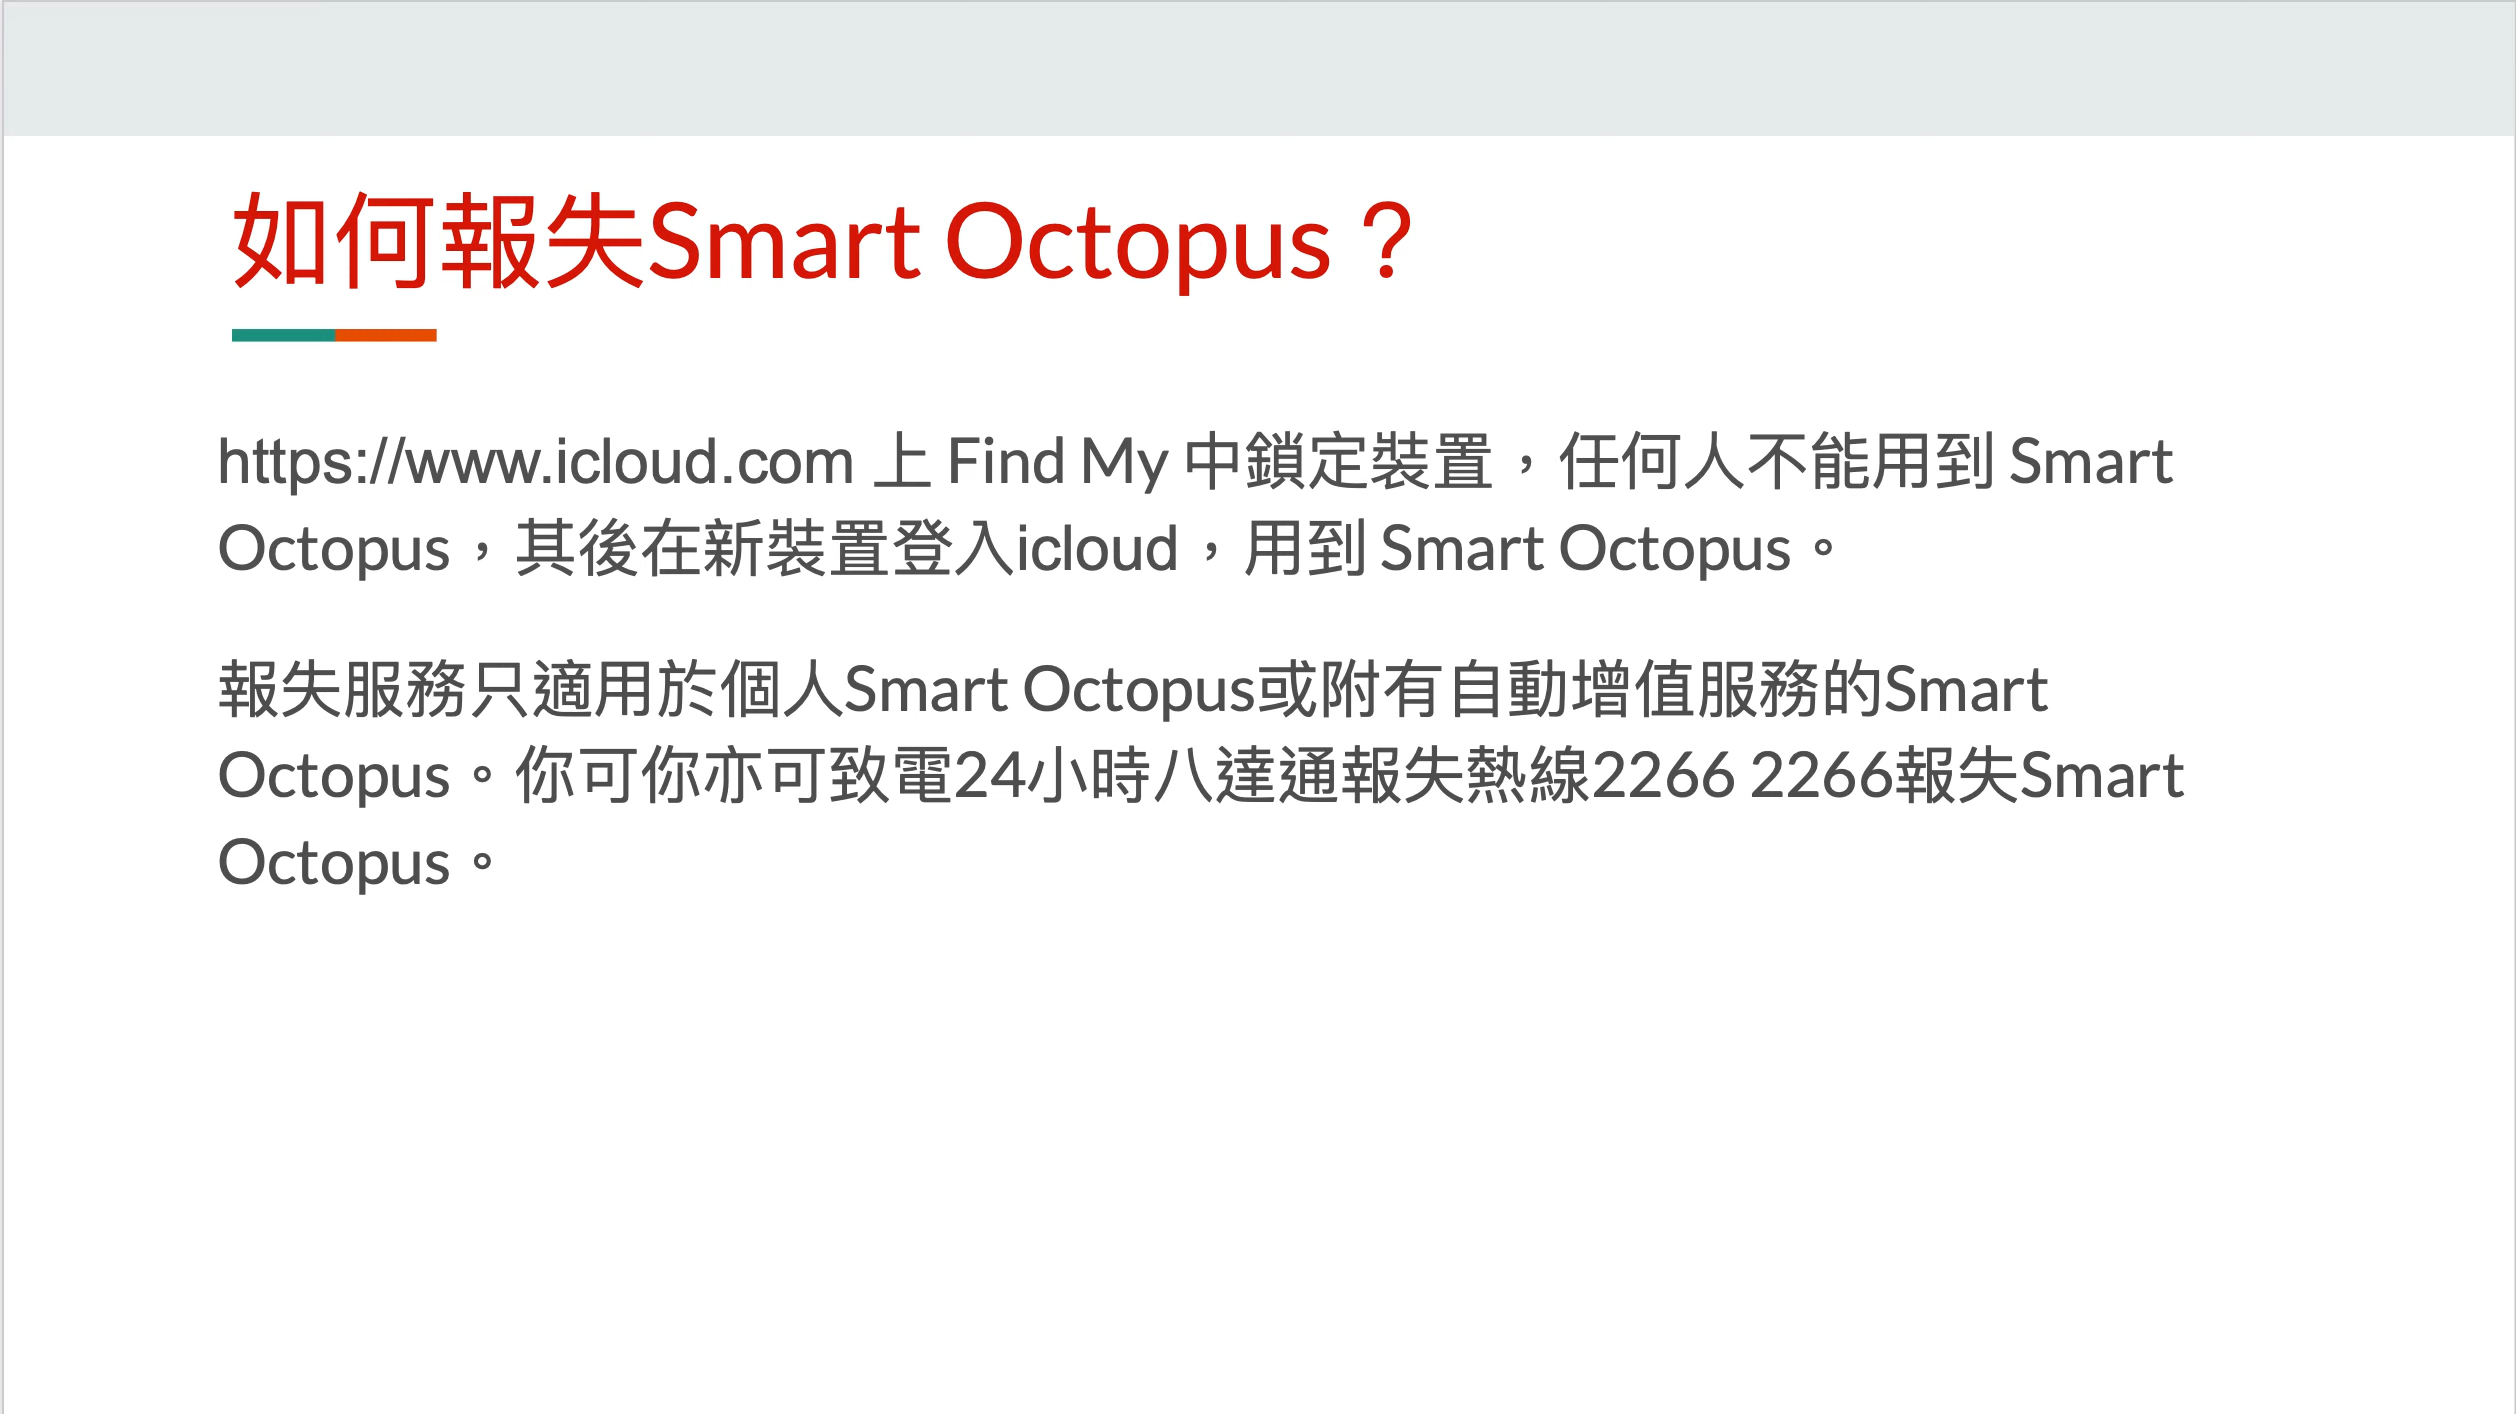 如何報失Smart Octopus？
https://www.icloud.com 上 Find My 中鎖定裝置，任何人不能用到 Smart
Octopus，其後在新裝置登入icloud，用到 Smart Octopus。
報失服務只適用於個人Smart Octopus或附有自動增值服務的Smart
Octopus。你可你亦可致電24小時八達通報失熱線2266 2266報失Smart
Octopus。